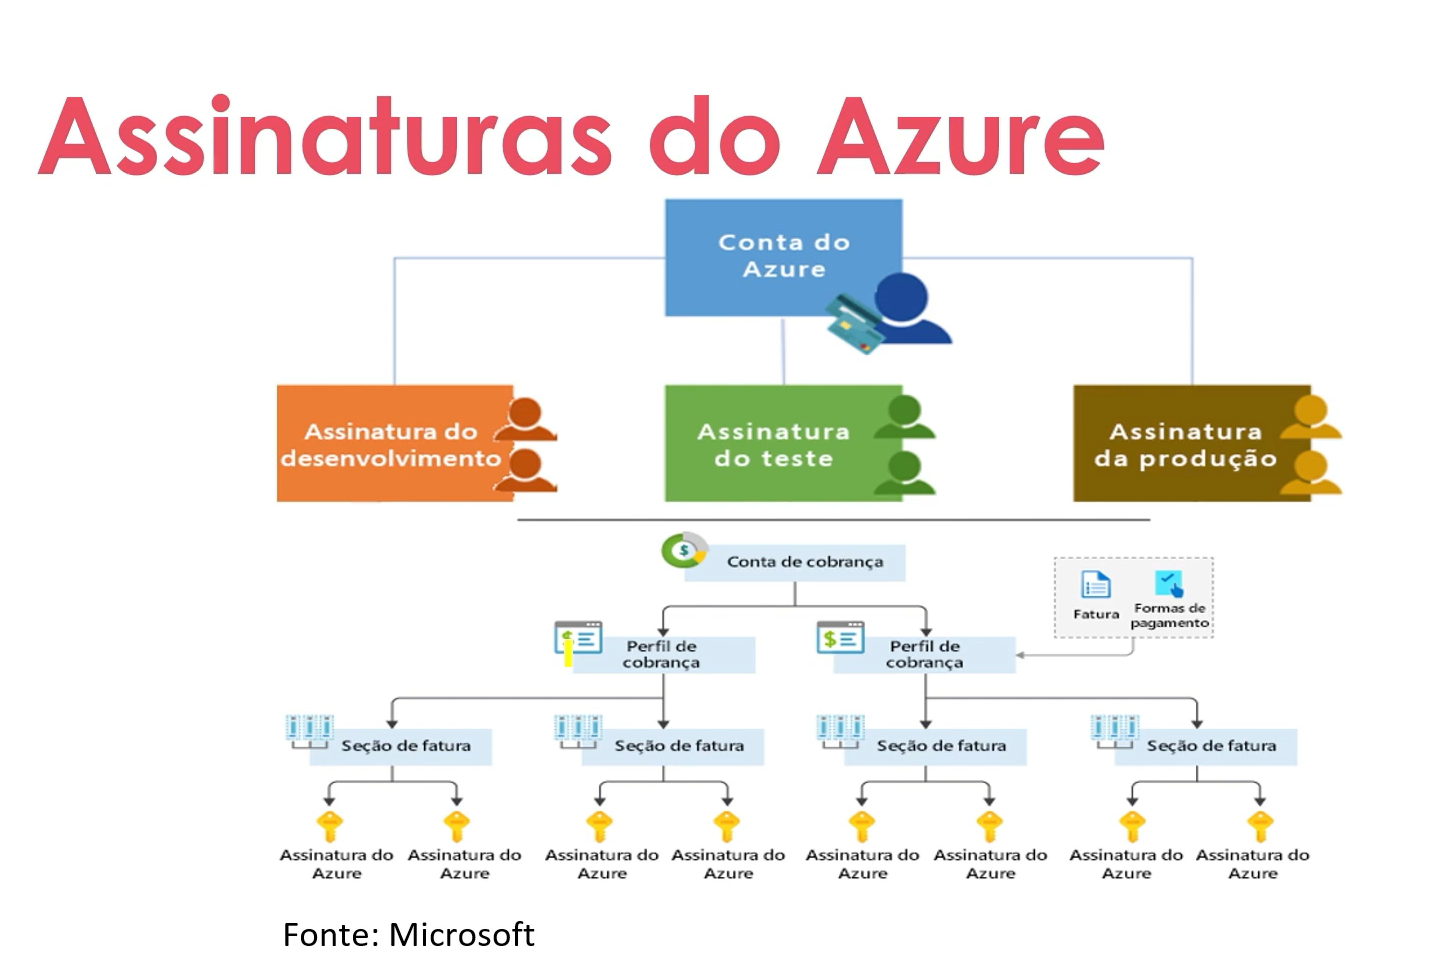 Assinaturas do Azure
Conta do
Azure
Assinatura do
desenvolvimento
Assinatura
do teste
Assinatura
da produção
Conta de cobrança
Fatura
Formas de
pagamento
Perfil de
cobrança
Perfil de
cobrança
Seção de fatura
Seção de fatura
Seção de fatura
Seção de fatura
Assinatura do
Azure
Assinatura do
Azure
Assinatura do
Azure
Assinatura do
Azure
Assinatura do
Azure
Assinatura do
Azure
Assinatura do
Azure
Assinatura do
Azure
Fonte: Microsoft